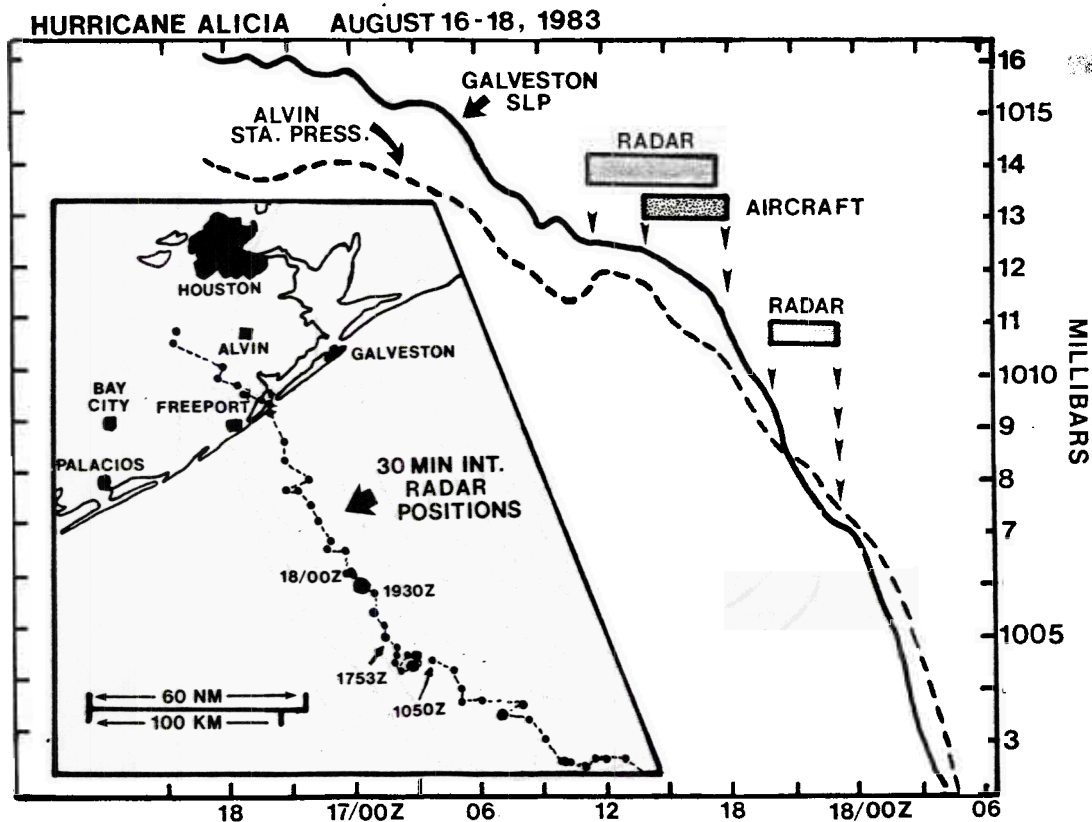 HURRICANE ALICIA AUGUST 16-18, 1983
16
GALVESTON
SLP
1015
ALVIN
STA. PRESS.
RADAR
14
AIRCRAFT
13
12
HOUSTON
RADAR
11
ALVIN
GALVESTON
1010
BAY
CITY
FREEPORT
9
MILLIBARS
PALACIOS
30 MIN INT.
RADAR
POSITIONS
8
7
18/00Z
1930Z
1005
1753Z
1050Z
60 NM
100 KM
3
18 17/00Z 06 12 18 18/00Z 06